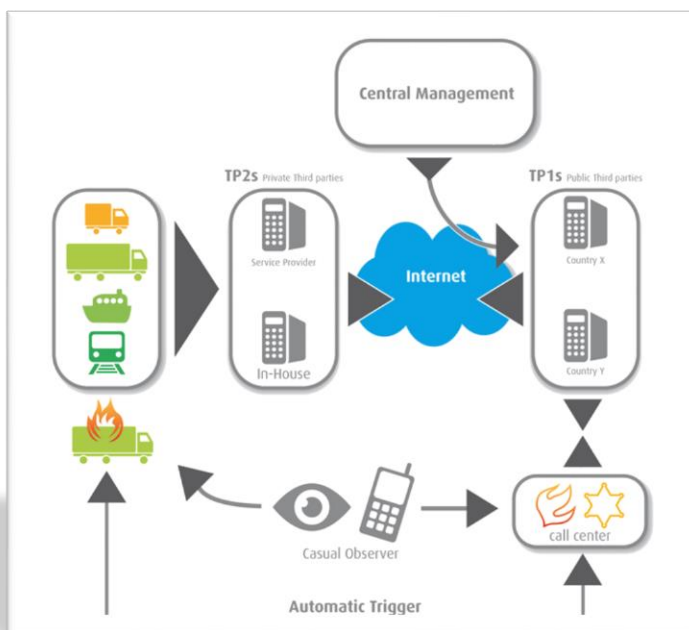 Central Management
TP2s Private Third parties
TP1s Public Third parties
Service Provider
Internet
Country X
In-House
Country Y
Casual Observer
call center
Automatic Trigger